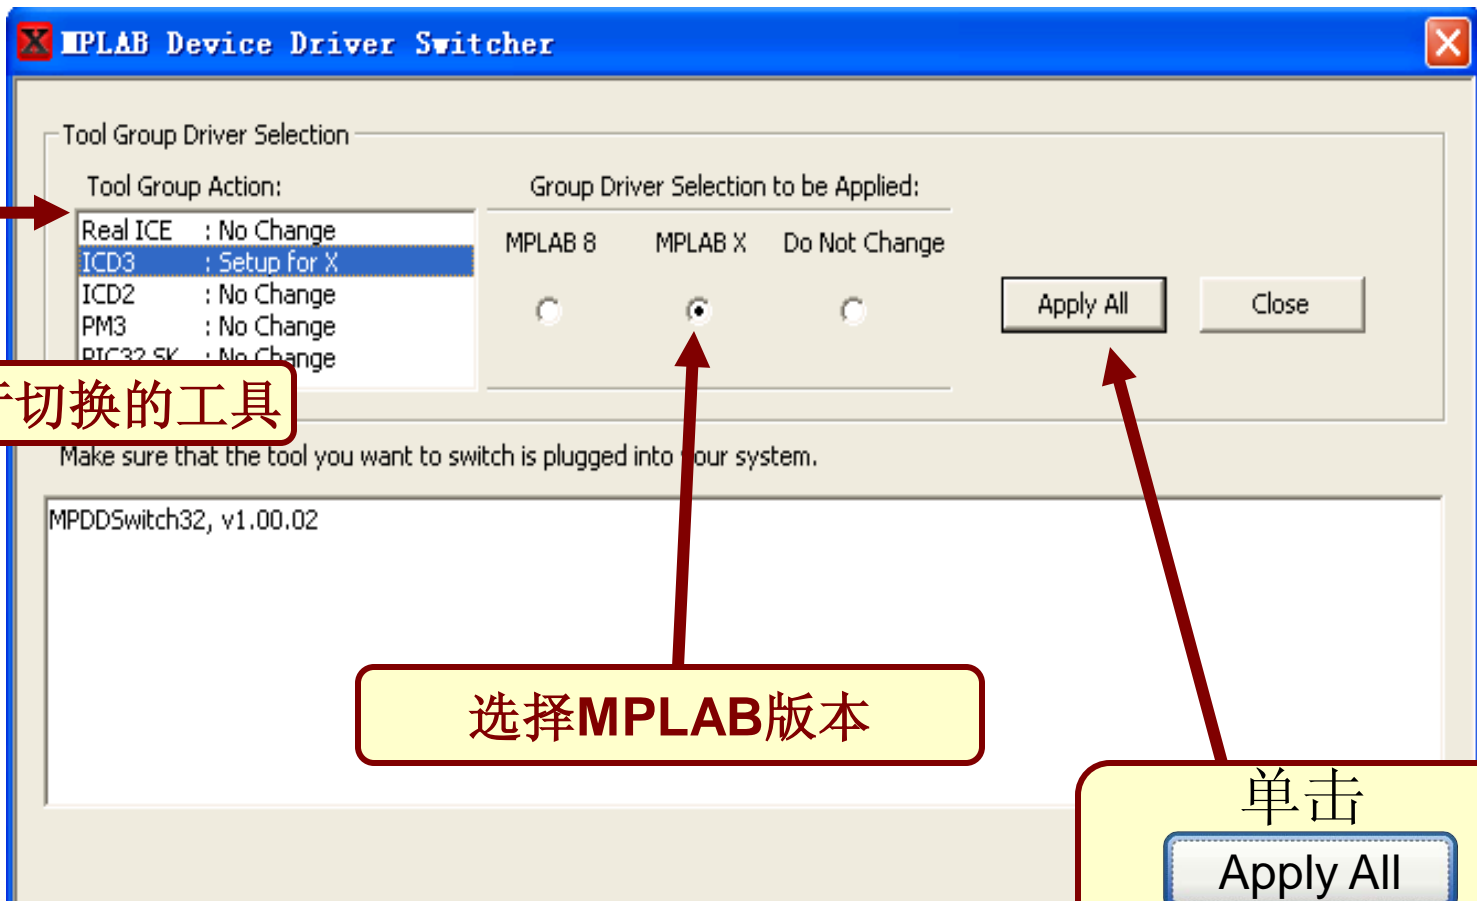 MPLAB Device Driver Switcher
Tool Group Driver Selection
Tool Group Action:
Group Driver Selection to be Applied:
Real ICE : No Change
ICD3 : Setup for X
ICD2 : No Change
PM3 : No Change
PIC32 SK : No Change
MPLAB 8 MPLAB X Do Not Change
Apply All
Close
切换的工具
Make sure that the tool you want to switch is plugged into your system.
MPDDSwitch32, v1.00.02
选择MPLAB版本
单击
Apply All